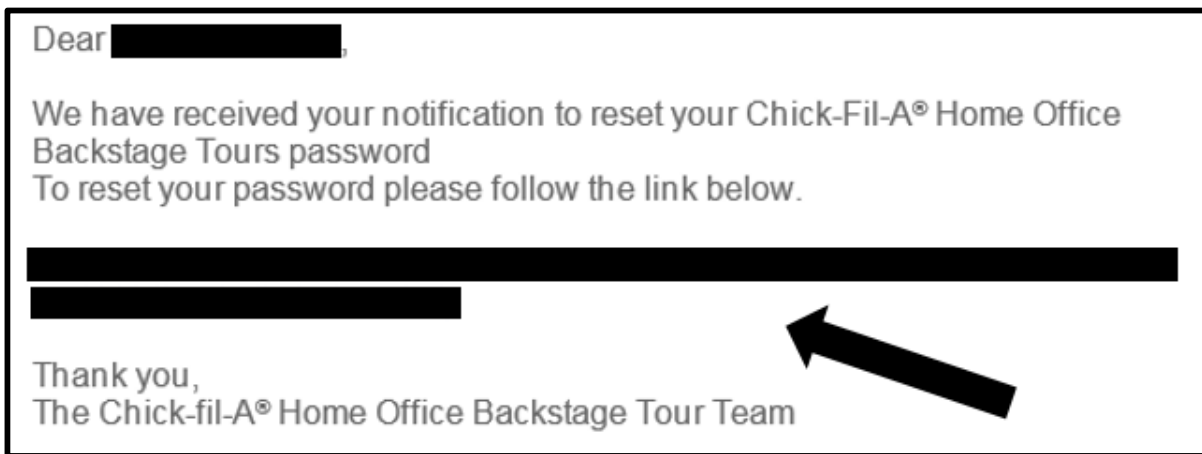 Dear ,
We have received your notification to reset your Chick-Fil-A® Home Office
Backstage Tours password
To reset your password please follow the link below.
Thank you,
The Chick-fil-A® Home Office Backstage Tour Team